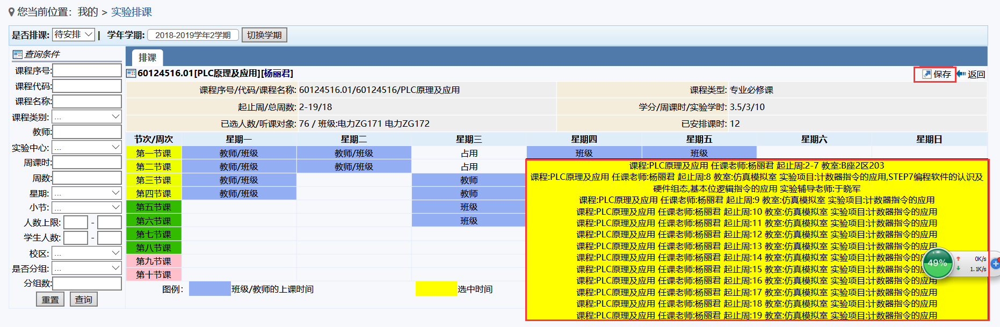 您当前位置：我的 > 实验排课
是否排课: 待安排 | 学年学期: 2018-2019学年2学期 切换学期
查询条件
课程序号:
课程代码:
课程名称:
课程类别: ...
教师:
实验中心: ...
周课时:
周数:
星期: ...
小节: ...
人数上限: -
学生人数: -
校区: ...
是否分组: ...
分组数:
重置 查询
排课
60124516.01[PLC原理及应用][杨丽君] 保存 返回
课程序号/代码/课程名称: 60124516.01/60124516/PLC原理及应用 课程类型: 专业必修课
起止周/总周数: 2-19/18 学分/周课时/实验学时: 3.5/3/10
已选人数/听课对象: 76 / 班级:电力ZG171 电力ZG172 已安排课时: 12
节次/周次 星期一 星期二 星期三 星期四 星期五 星期六 星期日
第一节课 教师/班级 教师/班级 占用 班级 班级
第二节课 教师/班级 教师/班级 占用
第三节课 教师/班级 教师
第四节课 教师/班级 教师
第五节课 班级
第六节课 班级
第七节课
第八节课
第九节课
第十节课
课程:PLC原理及应用 任课老师:杨丽君 起止周:2-7 教室:B座2区203
课程:PLC原理及应用 任课老师:杨丽君 起止周:8 教室:仿真模拟室 实验项目:计数器指令的应用,STEP7编程软件的认识及
硬件组态,基本位逻辑指令的应用 实验辅导老师:于晓军
课程:PLC原理及应用 任课老师:杨丽君 起止周:9 教室:仿真模拟室 实验项目:计数器指令的应用
课程:PLC原理及应用 任课老师:杨丽君 起止周:10 教室:仿真模拟室 实验项目:计数器指令的应用
课程:PLC原理及应用 任课老师:杨丽君 起止周:11 教室:仿真模拟室 实验项目:计数器指令的应用
课程:PLC原理及应用 任课老师:杨丽君 起止周:12 教室:仿真模拟室 实验项目:计数器指令的应用
课程:PLC原理及应用 任课老师:杨丽君 起止周:13 教室:仿真模拟室 实验项目:计数器指令的应用
课程:PLC原理及应用 任课老师:杨丽君 起止周:14 教室:仿真模拟室 实验项目:计数器指令的应用
课程:PLC原理及应用 任课老师:杨丽君 起止周:15 教室:仿真模拟室 实验项目:计数器指令的应用
课程:PLC原理及应用 任课老师:杨丽君 起止周:16 教室:仿真模拟室 实验项目:计数器指令的应用
课程:PLC原理及应用 任课老师:杨丽君 起止周:17 教室:仿真模拟室 实验项目:计数器指令的应用
课程:PLC原理及应用 任课老师:杨丽君 起止周:18 教室:仿真模拟室 实验项目:计数器指令的应用
课程:PLC原理及应用 任课老师:杨丽君 起止周:19 教室:仿真模拟室 实验项目:计数器指令的应用
49% 0K/s
1.1K/s
图例： 班级/教师的上课时间 选中时间